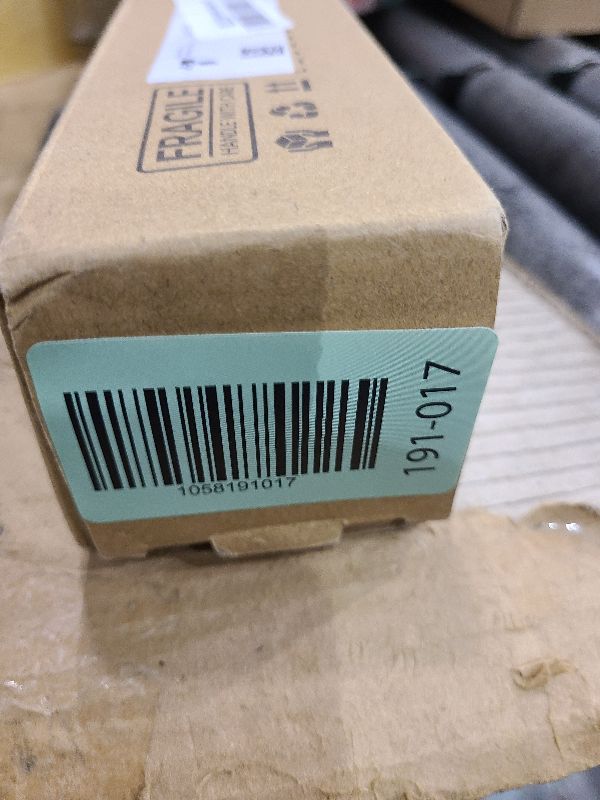 FRAGILE
HANDLE WITH CARE
1058191017
191-017